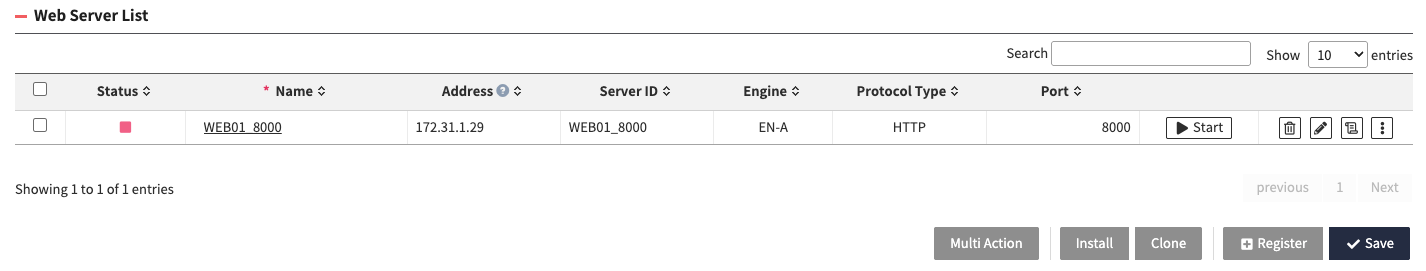 Web Server List
Search Show 10 entries
Status * Name Address ? Server ID Engine Protocol Type Port
WEB01_8000 172.31.1.29 WEB01_8000 EN-A HTTP 8000 Start
Showing 1 to 1 of 1 entries
previous 1 Next
Multi Action Install Clone Register Save